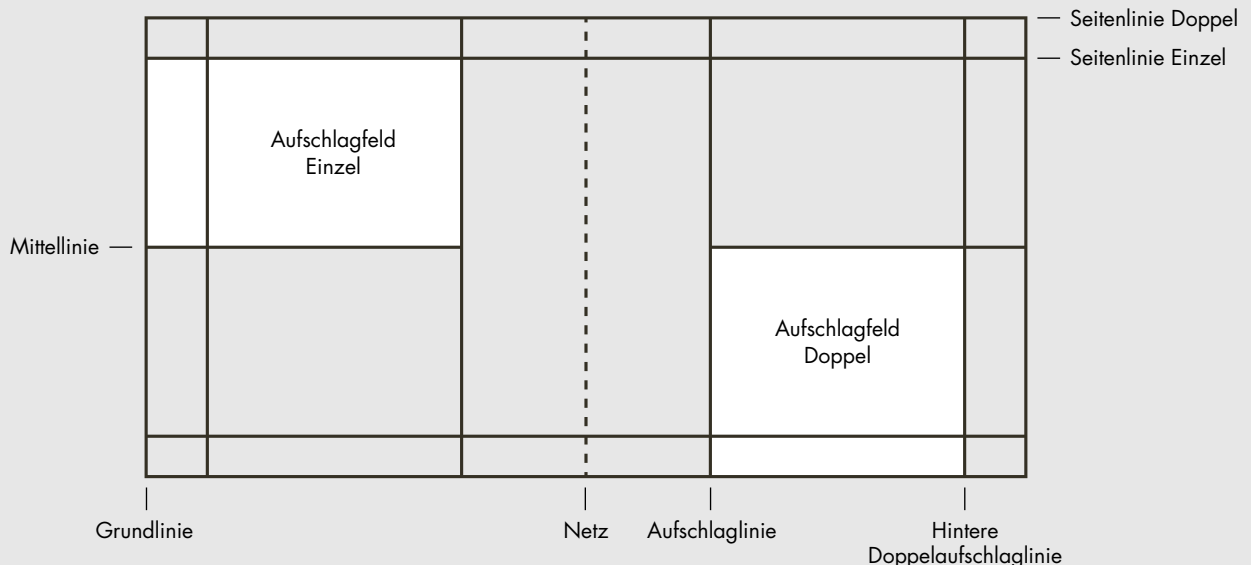 Seitenlinie Doppel
Seitenlinie Einzel
Aufschlagfeld
Einzel
Mittellinie
Aufschlagfeld
Doppel
Grundlinie
Netz
Aufschlaglinie
Hintere
Doppelaufschlaglinie